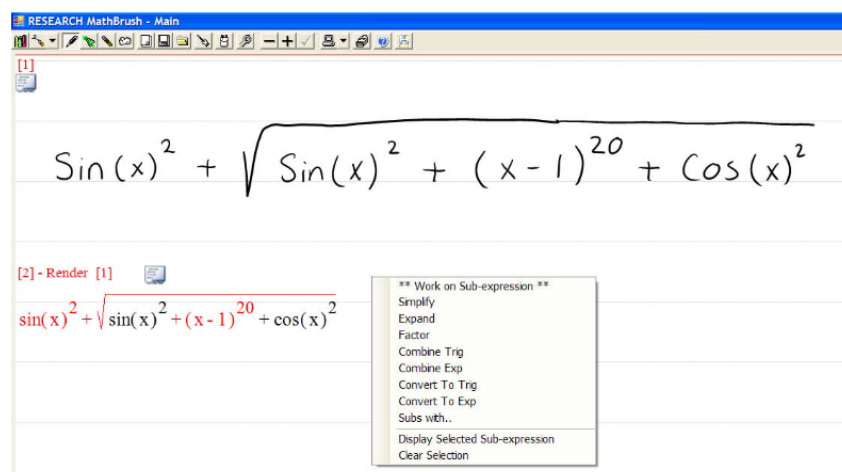 RESEARCH MathBrush - Main
[1]
Sin(x)² + √(Sin(x)² + (x-1)²⁰ + Cos(x)²)
[2] - Render [1]
sin(x)² + √(sin(x)² + (x-1)²⁰ + cos(x)²)
** Work on Sub-expression **
Simplify
Expand
Factor
Combine Trig
Combine Exp
Convert To Trig
Convert To Exp
Subs with..
Display Selected Sub-expression
Clear Selection